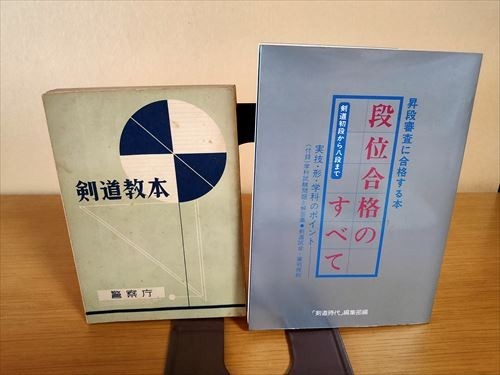 剣道教本
警察庁
昇段審査に合格する本
段位合格の
すべて
剣道初段から八段まで
実技・形・学科のポイント
「剣道時代」編集部編